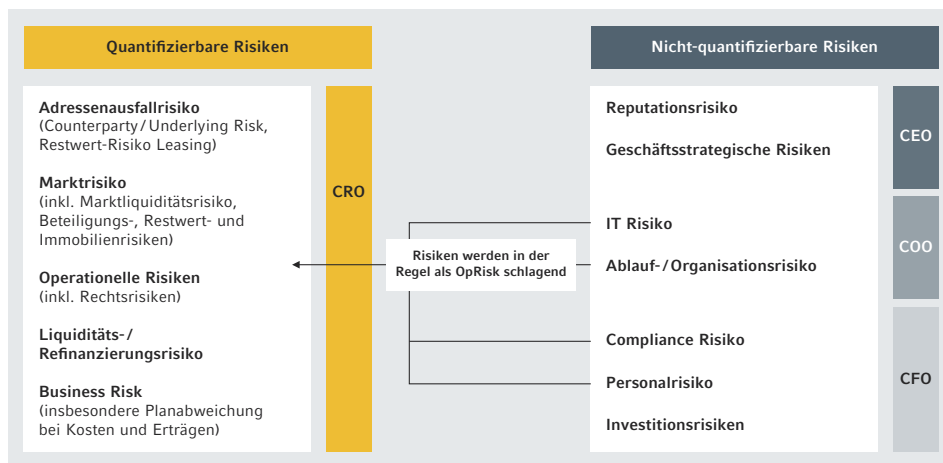 Quantifizierbare Risiken
Adressenausfallrisiko
(Counterparty/Underlying Risk,
Restwert-Risiko Leasing)
Marktrisiko
(inkl. Marktliquiditätsrisiko,
Beteiligungs-, Restwert- und
Immobilienrisiken)
Operationelle Risiken
(inkl. Rechtsrisiken)
Liquiditäts-/
Refinanzierungsrisiko
Business Risk
(insbesondere Planabweichung
bei Kosten und Erträgen)
CRO
Risiken werden in der
Regel als OpRisk schlagend
Nicht-quantifizierbare Risiken
Reputationsrisiko
Geschäftsstrategische Risiken
IT Risiko
Ablauf-/Organisationsrisiko
Compliance Risiko
Personalrisiko
Investitionsrisiken
CEO
COO
CFO